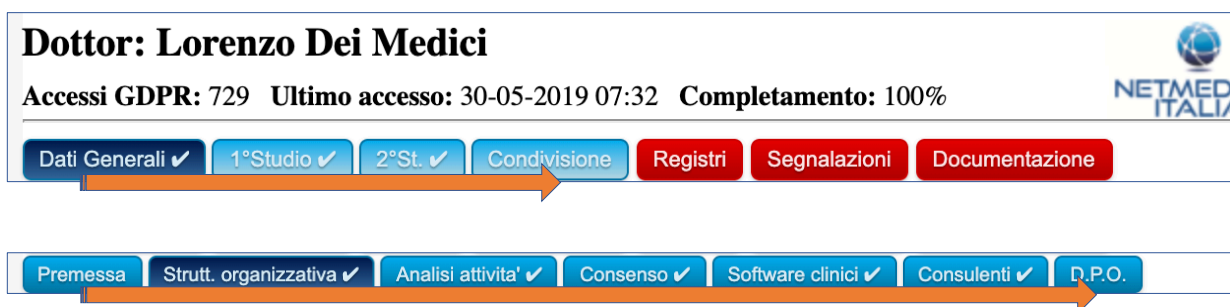 Dottor: Lorenzo Dei Medici
Accessi GDPR: 729 Ultimo accesso: 30-05-2019 07:32 Completamento: 100%
NETMED
ITALIA
Dati Generali ✔ 1°Studio ✔ 2°St. ✔ Condivisione Registri Segnalazioni Documentazione
Premessa Strutt. organizzativa ✔ Analisi attivita' ✔ Consenso ✔ Software clinici ✔ Consulenti ✔ D.P.O.